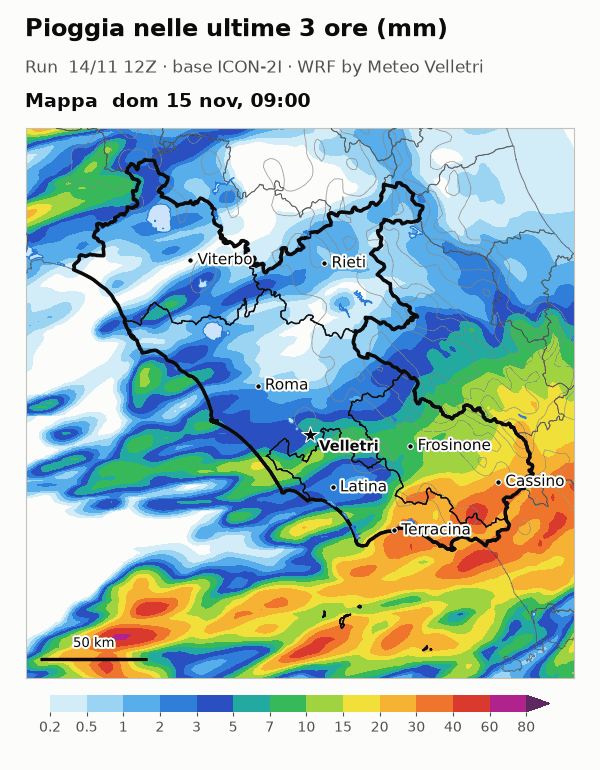 Pioggia nelle ultime 3 ore (mm)
Run  14/11 12Z · base ICON-2I · WRF by Meteo Velletri
Mappa  dom 15 nov, 09:00
Viterbo
Rieti
Roma
Velletri
Frosinone
Latina
Cassino
Terracina
50 km
0.2 0.5 1 2 3 5 7 10 15 20 30 40 60 80